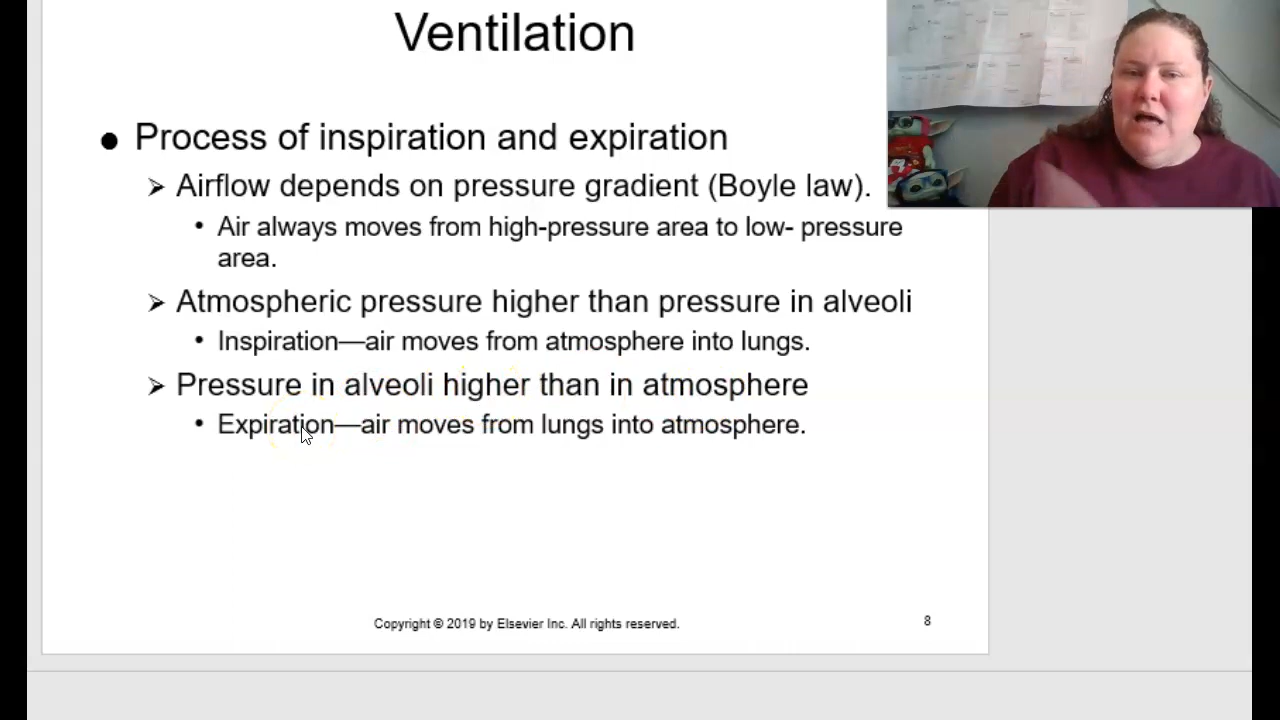 Ventilation
● Process of inspiration and expiration
➢ Airflow depends on pressure gradient (Boyle law).
• Air always moves from high-pressure area to low- pressure
area.
➢ Atmospheric pressure higher than pressure in alveoli
• Inspiration—air moves from atmosphere into lungs.
➢ Pressure in alveoli higher than in atmosphere
• Expiration—air moves from lungs into atmosphere.
Copyright © 2019 by Elsevier Inc. All rights reserved.
8